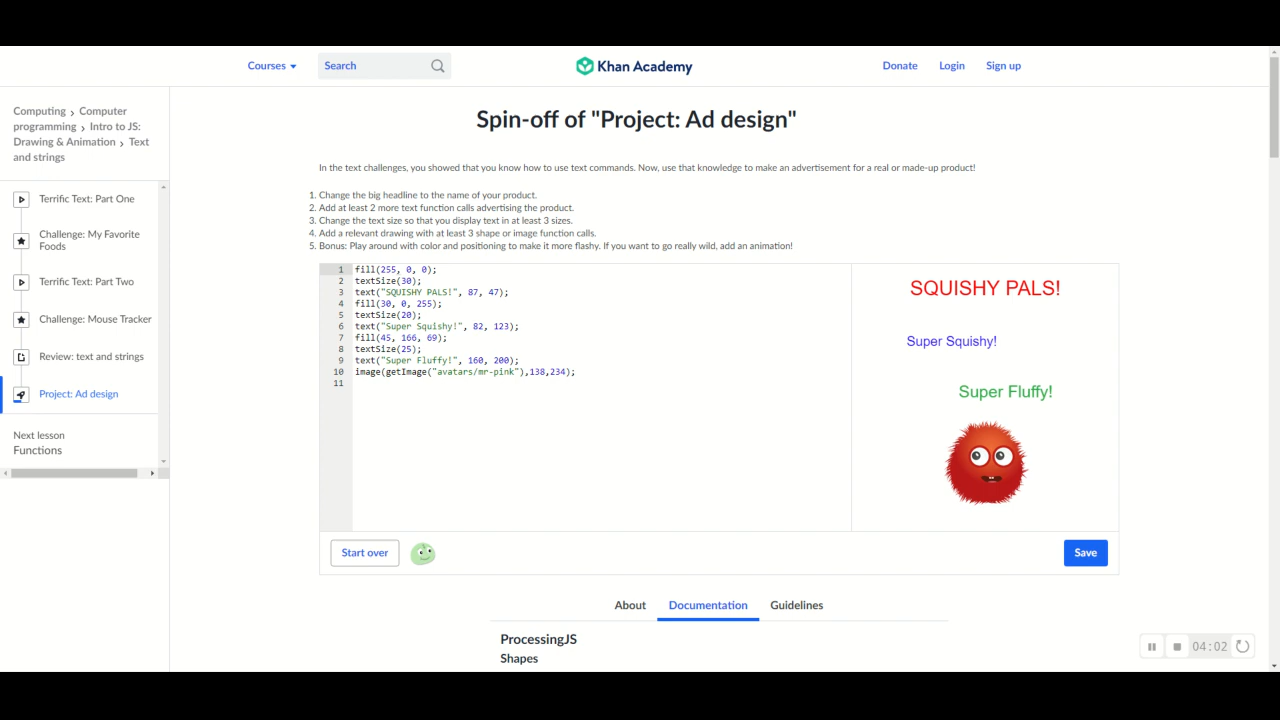 Courses
Search
Khan Academy
Donate
Login
Sign up
Computing > Computer
programming > Intro to JS:
Drawing & Animation > Text
and strings
Terrific Text: Part One
Challenge: My Favorite
Foods
Terrific Text: Part Two
Challenge: Mouse Tracker
Review: text and strings
Project: Ad design
Next lesson
Functions
Spin-off of "Project: Ad design"
In the text challenges, you showed that you know how to use text commands. Now, use that knowledge to make an advertisement for a real or made-up product!
1. Change the big headline to the name of your product.
2. Add at least 2 more text function calls advertising the product.
3. Change the text size so that you display text in at least 3 sizes.
4. Add a relevant drawing with at least 3 shape or image function calls.
5. Bonus: Play around with color and positioning to make it more flashy. If you want to go really wild, add an animation!
1 fill(255, 0, 0);
2 textSize(30);
3 text("SQUISHY PALS!", 87, 47);
4 fill(30, 0, 255);
5 textSize(20);
6 text("Super Squishy!", 82, 123);
7 fill(45, 166, 69);
8 textSize(25);
9 text("Super Fluffy!", 160, 200);
10 image(getImage("avatars/mr-pink"),138,234);
11
SQUISHY PALS!
Super Squishy!
Super Fluffy!
Start over
Save
About
Documentation
Guidelines
ProcessingJS
Shapes
04:02